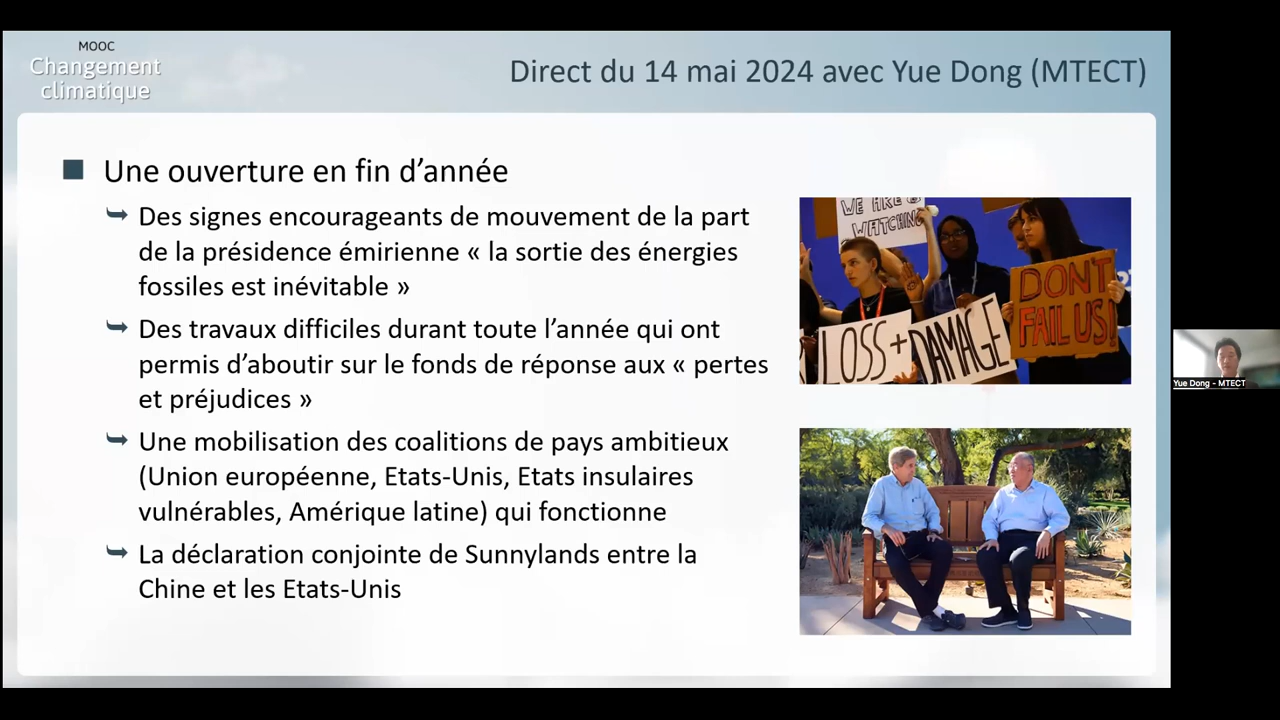 MOOC
Changement
climatique
Direct du 14 mai 2024 avec Yue Dong (MTECT)
Une ouverture en fin d’année
Des signes encourageants de mouvement de la part
de la présidence émirienne « la sortie des énergies
fossiles est inévitable »
Des travaux difficiles durant toute l’année qui ont
permis d’aboutir sur le fonds de réponse aux « pertes
et préjudices »
Une mobilisation des coalitions de pays ambitieux
(Union européenne, Etats-Unis, Etats insulaires
vulnérables, Amérique latine) qui fonctionne
La déclaration conjointe de Sunnylands entre la
Chine et les Etats-Unis
WE ARE
WATCHING
DON'T
FAIL US!
LOSS + DAMAGE
Yue Dong - MTECT